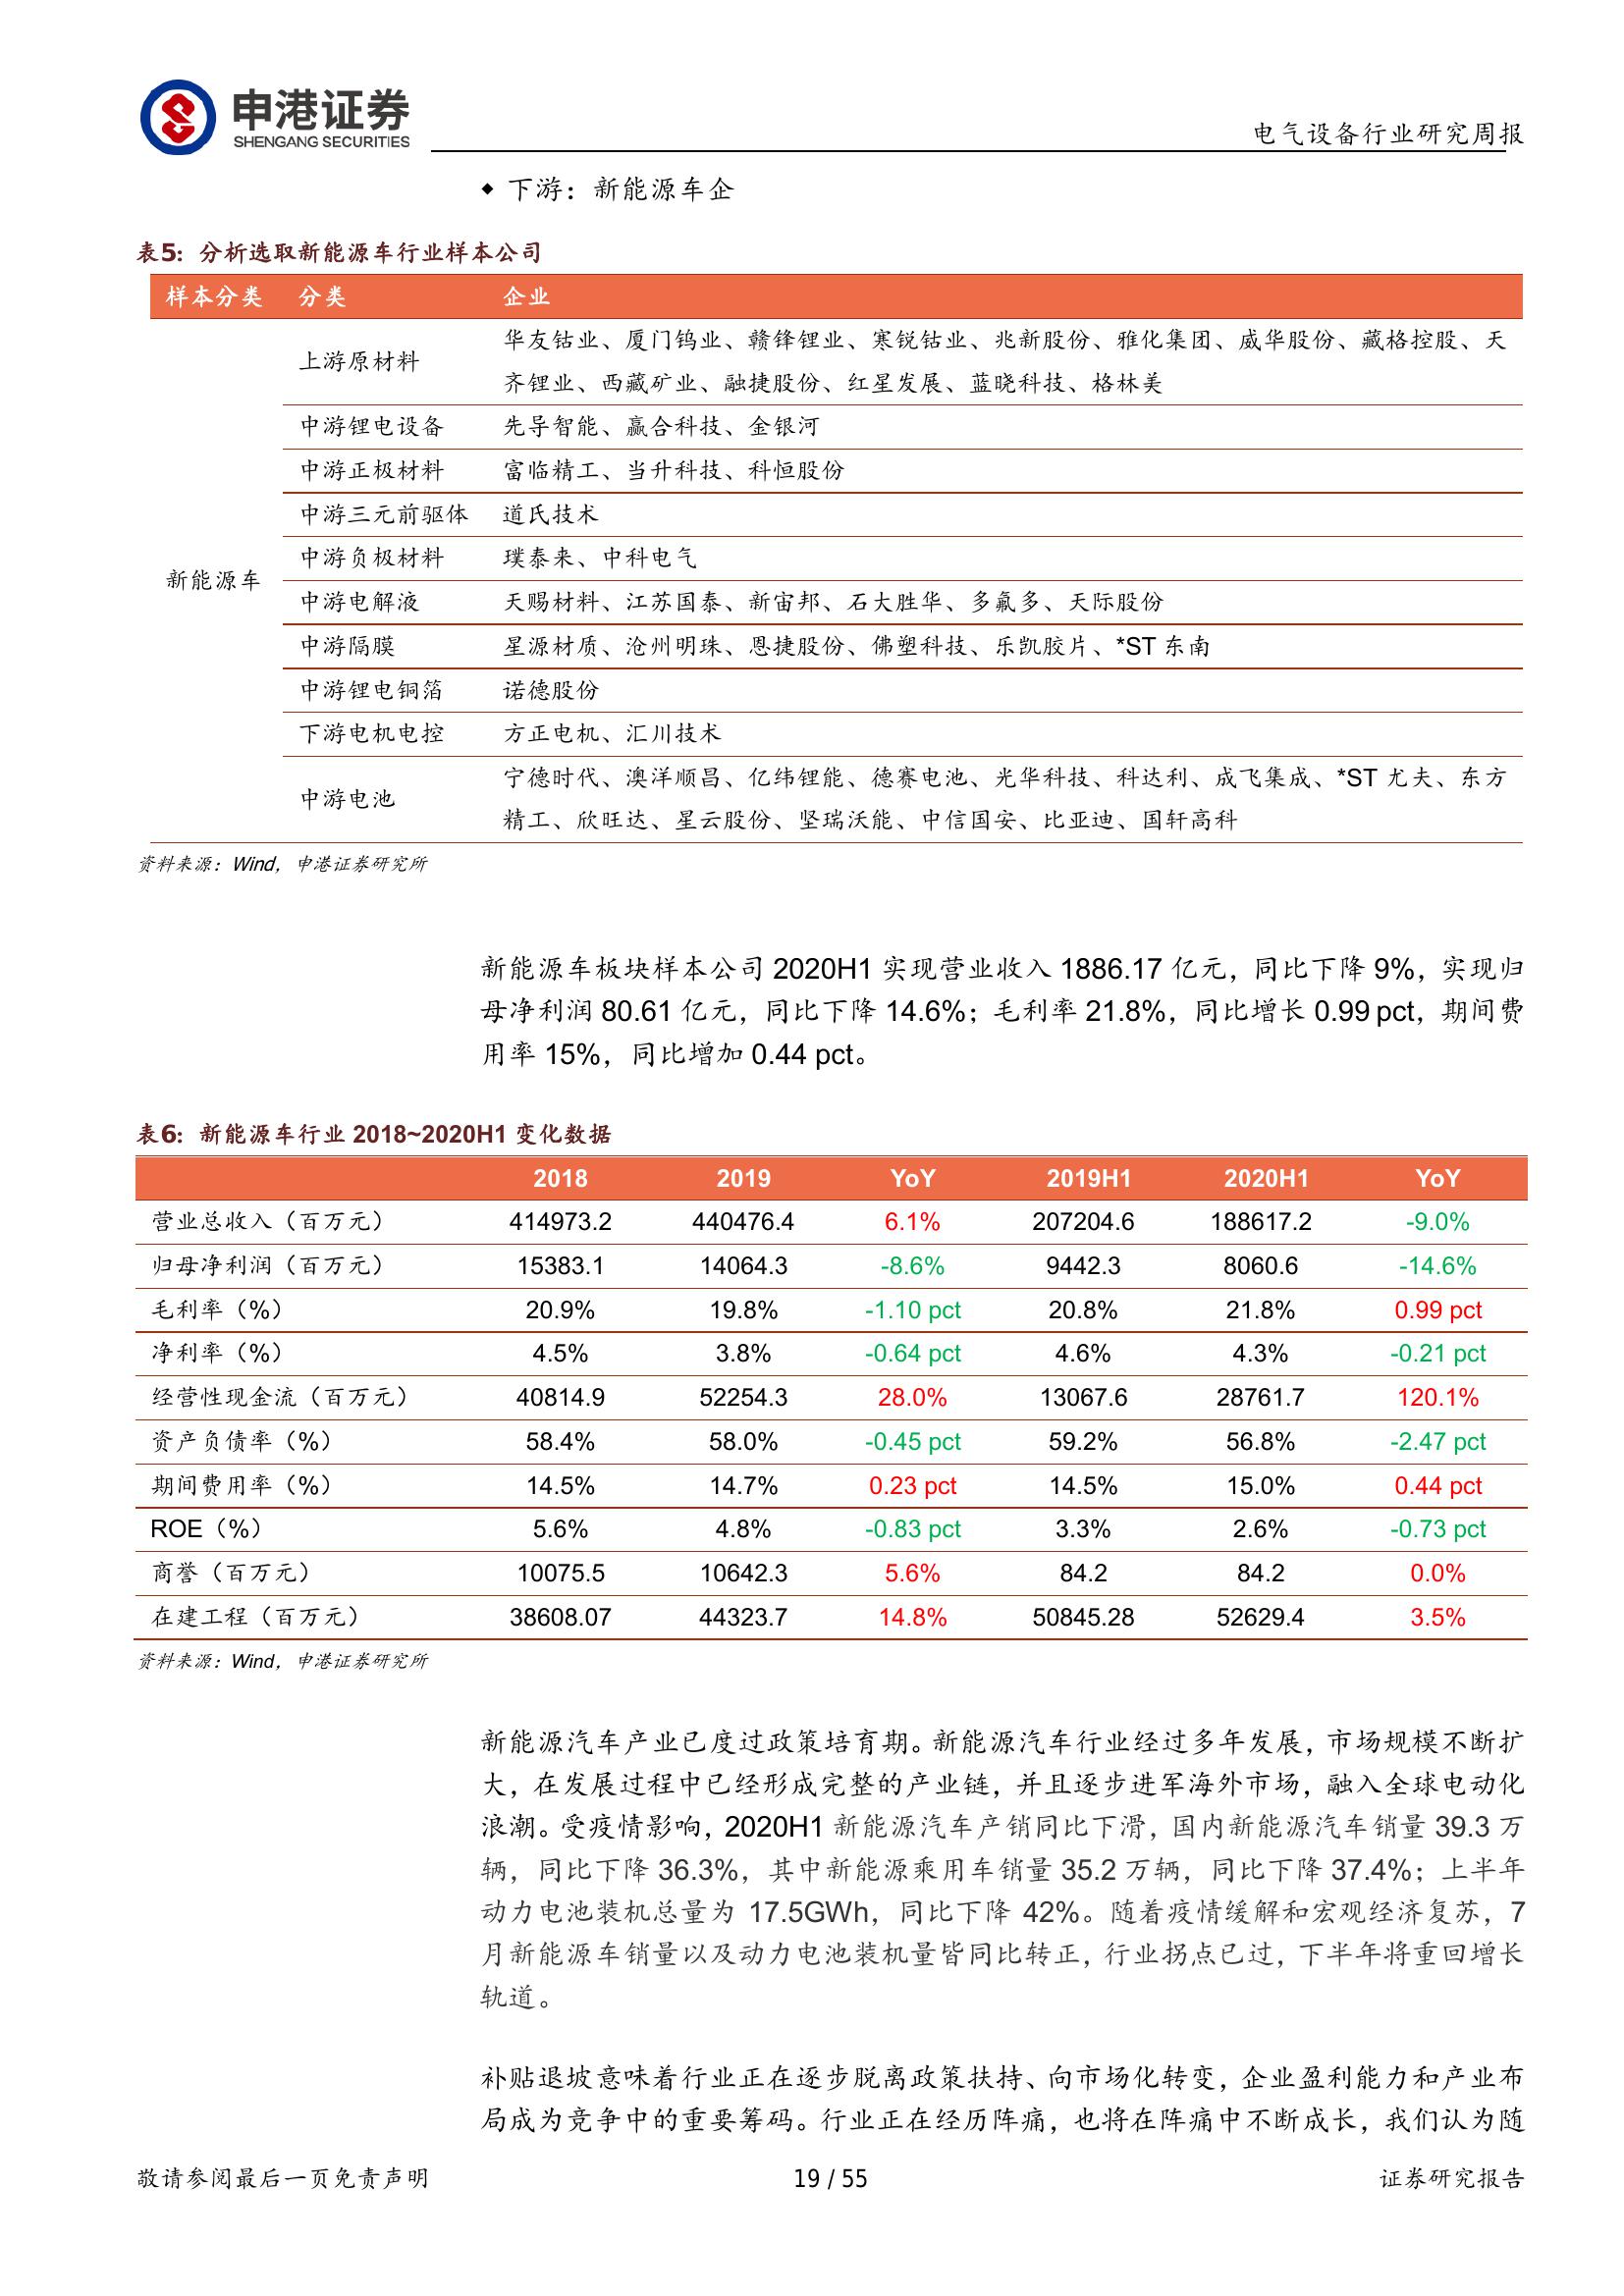 申港证券
SHENGANG SECURITIES
电气设备行业研究周报
◆ 下游：新能源车企
表5：分析选取新能源车行业样本公司
样本分类 分类 企业
上游原材料 华友钴业、厦门钨业、赣锋锂业、寒锐钴业、兆新股份、雅化集团、威华股份、藏格控股、天
齐锂业、西藏矿业、融捷股份、红星发展、蓝晓科技、格林美
中游锂电设备 先导智能、赢合科技、金银河
中游正极材料 富临精工、当升科技、科恒股份
中游三元前驱体 道氏技术
中游负极材料 璞泰来、中科电气
新能源车
中游电解液 天赐材料、江苏国泰、新宙邦、石大胜华、多氟多、天际股份
中游隔膜 星源材质、沧州明珠、恩捷股份、佛塑科技、乐凯胶片、*ST 东南
中游锂电铜箔 诺德股份
下游电机电控 方正电机、汇川技术
中游电池 宁德时代、澳洋顺昌、亿纬锂能、德赛电池、光华科技、科达利、成飞集成、*ST 尤夫、东方
精工、欣旺达、星云股份、坚瑞沃能、中信国安、比亚迪、国轩高科
资料来源：Wind，申港证券研究所
新能源车板块样本公司 2020H1 实现营业收入 1886.17 亿元，同比下降 9%，实现归
母净利润 80.61 亿元，同比下降 14.6%；毛利率 21.8%，同比增长 0.99 pct，期间费
用率 15%，同比增加 0.44 pct。
表6：新能源车行业 2018~2020H1 变化数据
2018 2019 YoY 2019H1 2020H1 YoY
营业总收入（百万元） 414973.2 440476.4 6.1% 207204.6 188617.2 -9.0%
归母净利润（百万元） 15383.1 14064.3 -8.6% 9442.3 8060.6 -14.6%
毛利率（%） 20.9% 19.8% -1.10 pct 20.8% 21.8% 0.99 pct
净利率（%） 4.5% 3.8% -0.64 pct 4.6% 4.3% -0.21 pct
经营性现金流（百万元） 40814.9 52254.3 28.0% 13067.6 28761.7 120.1%
资产负债率（%） 58.4% 58.0% -0.45 pct 59.2% 56.8% -2.47 pct
期间费用率（%） 14.5% 14.7% 0.23 pct 14.5% 15.0% 0.44 pct
ROE（%） 5.6% 4.8% -0.83 pct 3.3% 2.6% -0.73 pct
商誉（百万元） 10075.5 10642.3 5.6% 84.2 84.2 0.0%
在建工程（百万元） 38608.07 44323.7 14.8% 50845.28 52629.4 3.5%
资料来源：Wind，申港证券研究所
新能源汽车产业已度过政策培育期。新能源汽车行业经过多年发展，市场规模不断扩
大，在发展过程中已经形成完整的产业链，并且逐步进军海外市场，融入全球电动化
浪潮。受疫情影响，2020H1 新能源汽车产销同比下滑，国内新能源汽车销量 39.3 万
辆，同比下降 36.3%，其中新能源乘用车销量 35.2 万辆，同比下降 37.4%；上半年
动力电池装机总量为 17.5GWh，同比下降 42%。随着疫情缓解和宏观经济复苏，7
月新能源车销量以及动力电池装机量皆同比转正，行业拐点已过，下半年将重回增长
轨道。
补贴退坡意味着行业正在逐步脱离政策扶持、向市场化转变，企业盈利能力和产业布
局成为竞争中的重要筹码。行业正在经历阵痛，也将在阵痛中不断成长，我们认为随
敬请参阅最后一页免责声明 19 / 55 证券研究报告